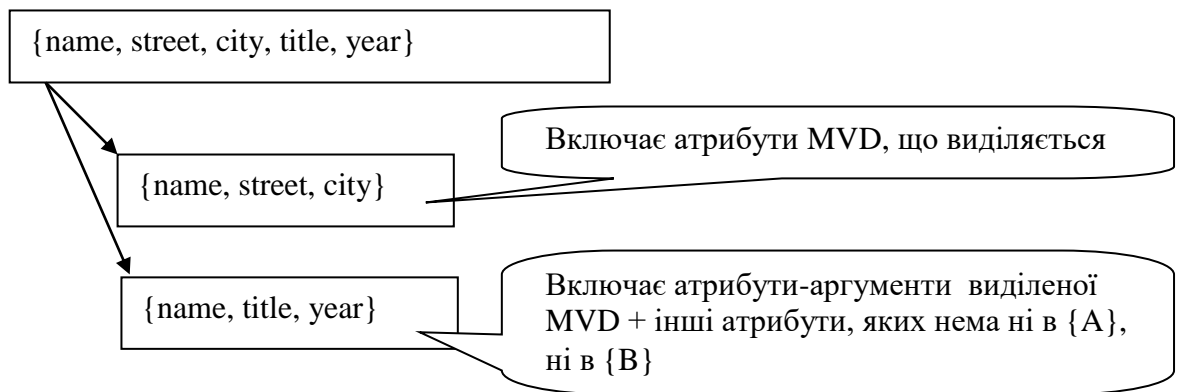 {name, street, city, title, year}
Включає атрибути MVD, що виділяється
{name, street, city}
Включає атрибути-аргументи виділеної
MVD + інші атрибути, яких нема ні в {A},
ні в {B}
{name, title, year}